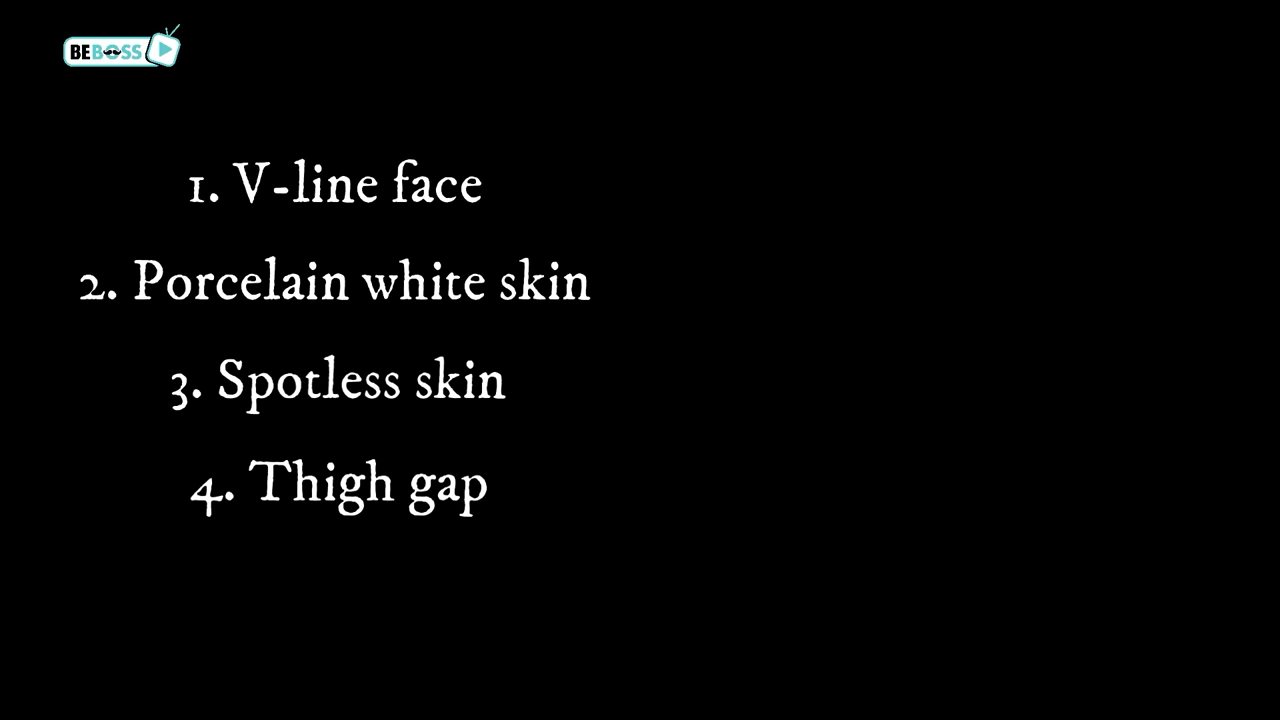 BEBOSS
1. V-line face
2. Porcelain white skin
3. Spotless skin
4. Thigh gap